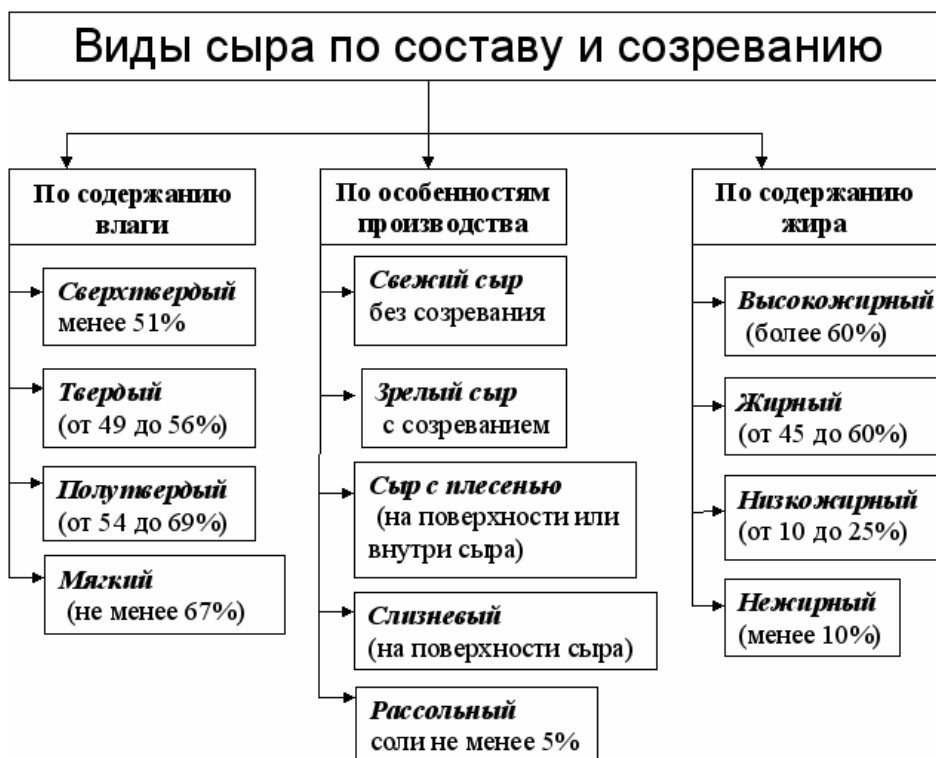 Виды сыра по составу и созреванию
По содержанию
влаги
Сверхтвердый
менее 51%
Твердый
(от 49 до 56%)
Полутвердый
(от 54 до 69%)
Мягкий
(не менее 67%)
По особенностям
производства
Свежий сыр
без созревания
Зрелый сыр
с созреванием
Сыр с плесенью
(на поверхности или
внутри сыра)
Слизневый
(на поверхности сыра)
Рассольный
соли не менее 5%
По содержанию
жира
Высокожирный
(более 60%)
Жирный
(от 45 до 60%)
Низкожирный
(от 10 до 25%)
Нежирный
(менее 10%)